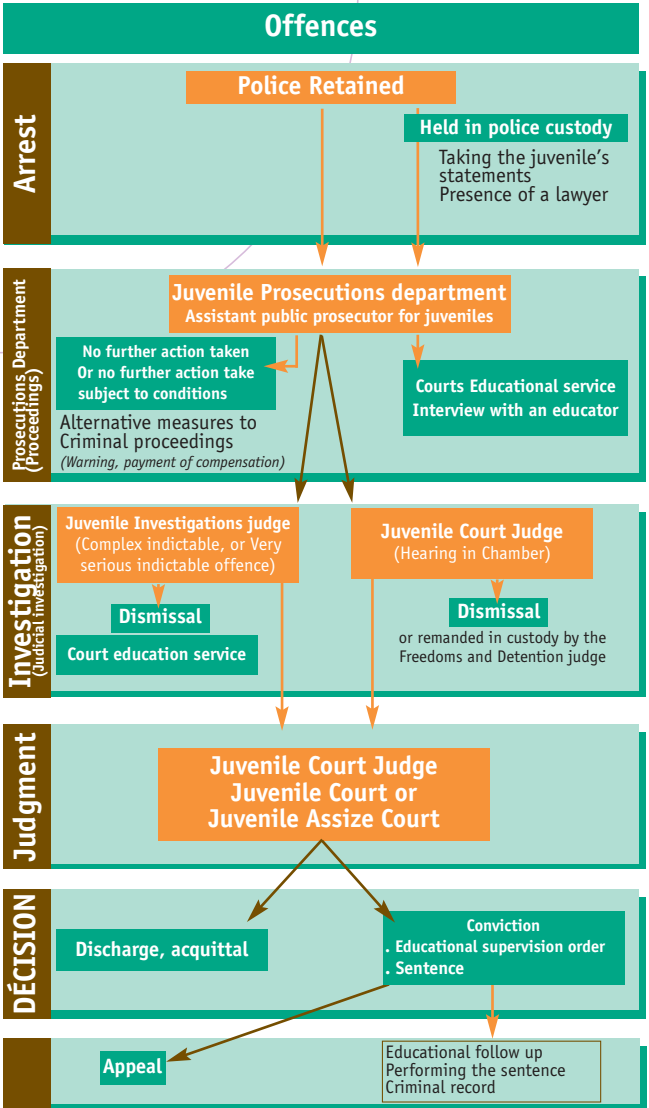 Offences
Arrest
Police Retained
Held in police custody
Taking the juvenile's
statements
Presence of a lawyer
Prosecutions Department
(Proceedings)
Juvenile Prosecutions department
Assistant public prosecutor for juveniles
No further action taken
Or no further action take
subject to conditions
Alternative measures to
Criminal proceedings
(Warning, payment of compensation)
Courts Educational service
Interview with an educator
Investigation
(Judicial investigation)
Juvenile Investigations judge
(Complex indictable, or Very
serious indictable offence)
Dismissal
Court education service
Juvenile Court Judge
(Hearing in Chamber)
Dismissal
or remanded in custody by the
Freedoms and Detention judge
Judgment
Juvenile Court Judge
Juvenile Court or
Juvenile Assize Court
DÉCISION
Discharge, acquittal
Conviction
. Educational supervision order
. Sentence
Appeal
Educational follow up
Performing the sentence
Criminal record